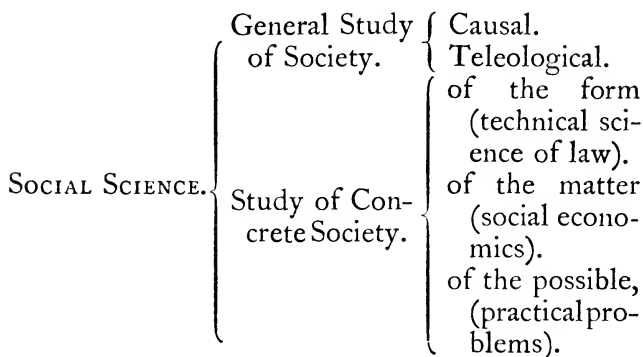 SOCIAL SCIENCE.
General Study
of Society.
Causal.
Teleological.
Study of Con-
crete Society.
of the form
(technical sci-
ence of law).
of the matter
(social econo-
mics).
of the possible,
(practical pro-
blems).